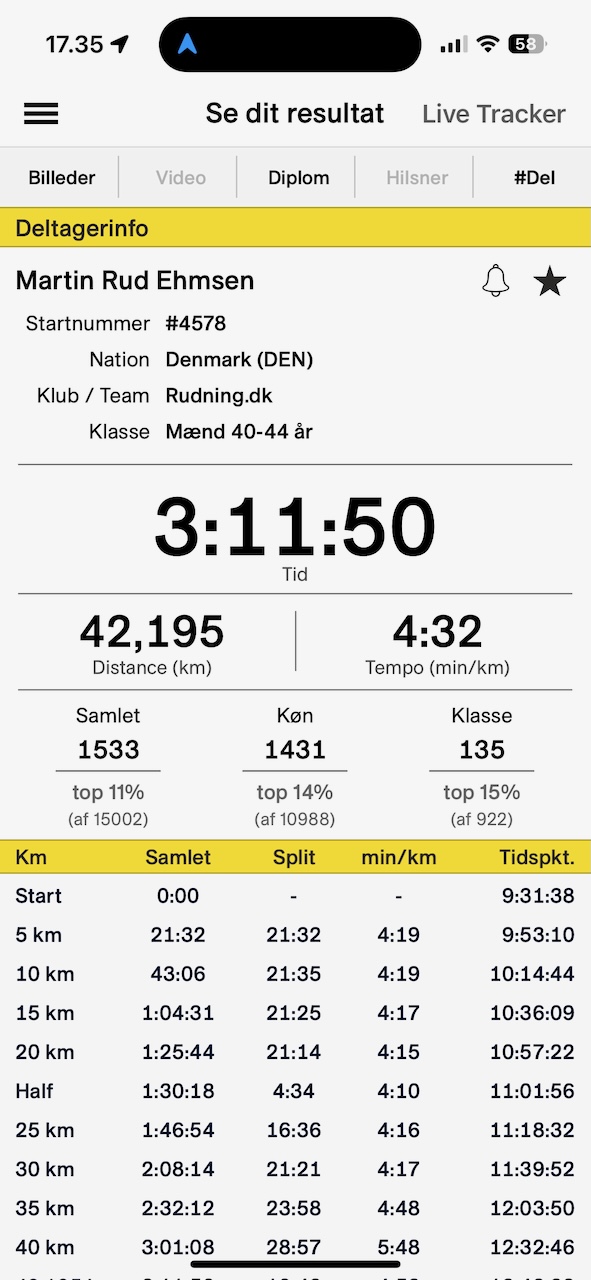 17.35
58
Se dit resultat Live Tracker
Billeder Video Diplom Hilsner #Del
Deltagerinfo
Martin Rud Ehmsen
Startnummer #4578
Nation Denmark (DEN)
Klub / Team Rudning.dk
Klasse Mænd 40-44 år
3:11:50
Tid
42,195 4:32
Distance (km) Tempo (min/km)
Samlet Køn Klasse
1533 1431 135
top 11% top 14% top 15%
(af 15002) (af 10988) (af 922)
Km Samlet Split min/km Tidspkt.
Start 0:00 - - 9:31:38
5 km 21:32 21:32 4:19 9:53:10
10 km 43:06 21:35 4:19 10:14:44
15 km 1:04:31 21:25 4:17 10:36:09
20 km 1:25:44 21:14 4:15 10:57:22
Half 1:30:18 4:34 4:10 11:01:56
25 km 1:46:54 16:36 4:16 11:18:32
30 km 2:08:14 21:21 4:17 11:39:52
35 km 2:32:12 23:58 4:48 12:03:50
40 km 3:01:08 28:57 5:48 12:32:46